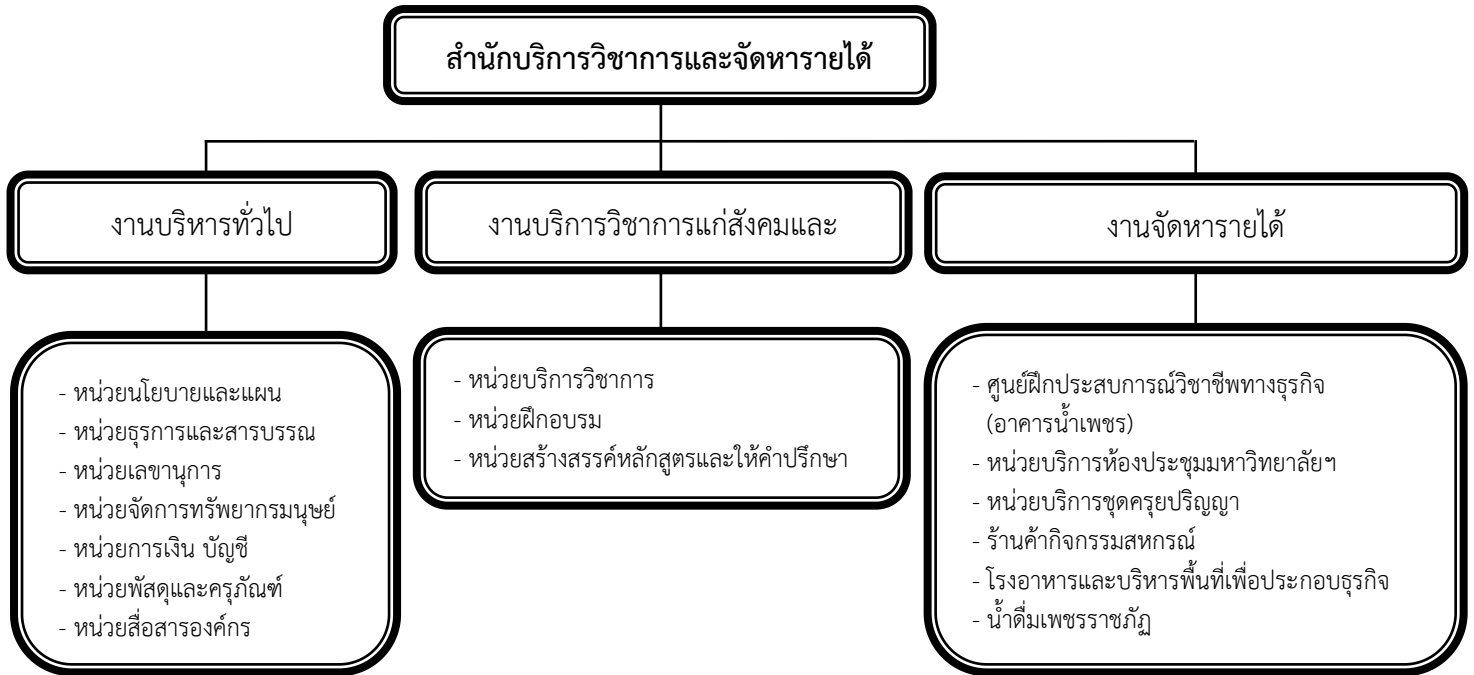 สำนักบริการวิชาการและจัดหารายได้
งานบริหารทั่วไป
งานบริการวิชาการแก่สังคมและ
งานจัดหารายได้
- หน่วยนโยบายและแผน
- หน่วยธุรการและสารบรรณ
- หน่วยเลขานุการ
- หน่วยจัดการทรัพยากรมนุษย์
- หน่วยการเงิน บัญชี
- หน่วยพัสดุและครุภัณฑ์
- หน่วยสื่อสารองค์กร
- หน่วยบริการวิชาการ
- หน่วยฝึกอบรม
- หน่วยสร้างสรรค์หลักสูตรและให้คำปรึกษา
- ศูนย์ฝึกประสบการณ์วิชาชีพทางธุรกิจ
(อาคารน้ำเพชร)
- หน่วยบริการห้องประชุมมหาวิทยาลัยฯ
- หน่วยบริการชุดครุยปริญญา
- ร้านค้ากิจกรรมสหกรณ์
- โรงอาหารและบริหารพื้นที่เพื่อประกอบธุรกิจ
- น้ำดื่มเพชรราชภัฏ